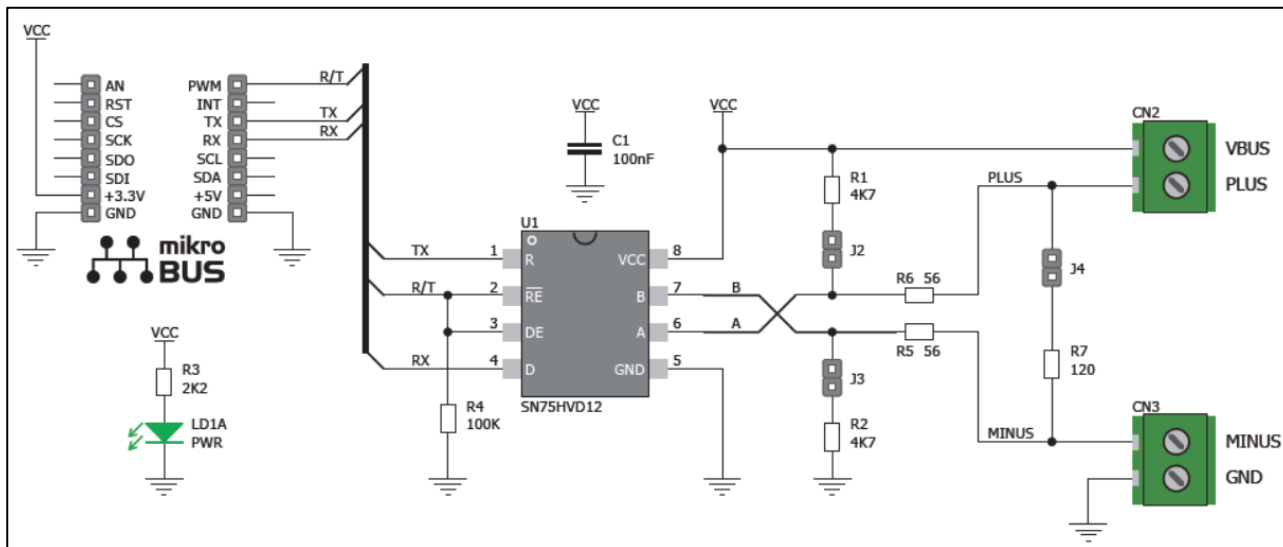 VCC
AN
RST
CS
SCK
SDO
SDI
+3.3V
GND
PWM
INT
TX
RX
SCL
SDA
+5V
GND
R/T
TX
RX
mikro
BUS
VCC
R3
2K2
LD1A
PWR
VCC
C1
100nF
TX
R/T
RX
R4
100K
U1
1 R
2 RE
3 DE
4 D
VCC 8
B 7
A 6
GND 5
SN75HVD12
VCC
B
A
R1
4K7
J2
J3
R2
4K7
R6 56
R5 56
PLUS
MINUS
J4
R7
120
CN2
VBUS
PLUS
CN3
MINUS
GND